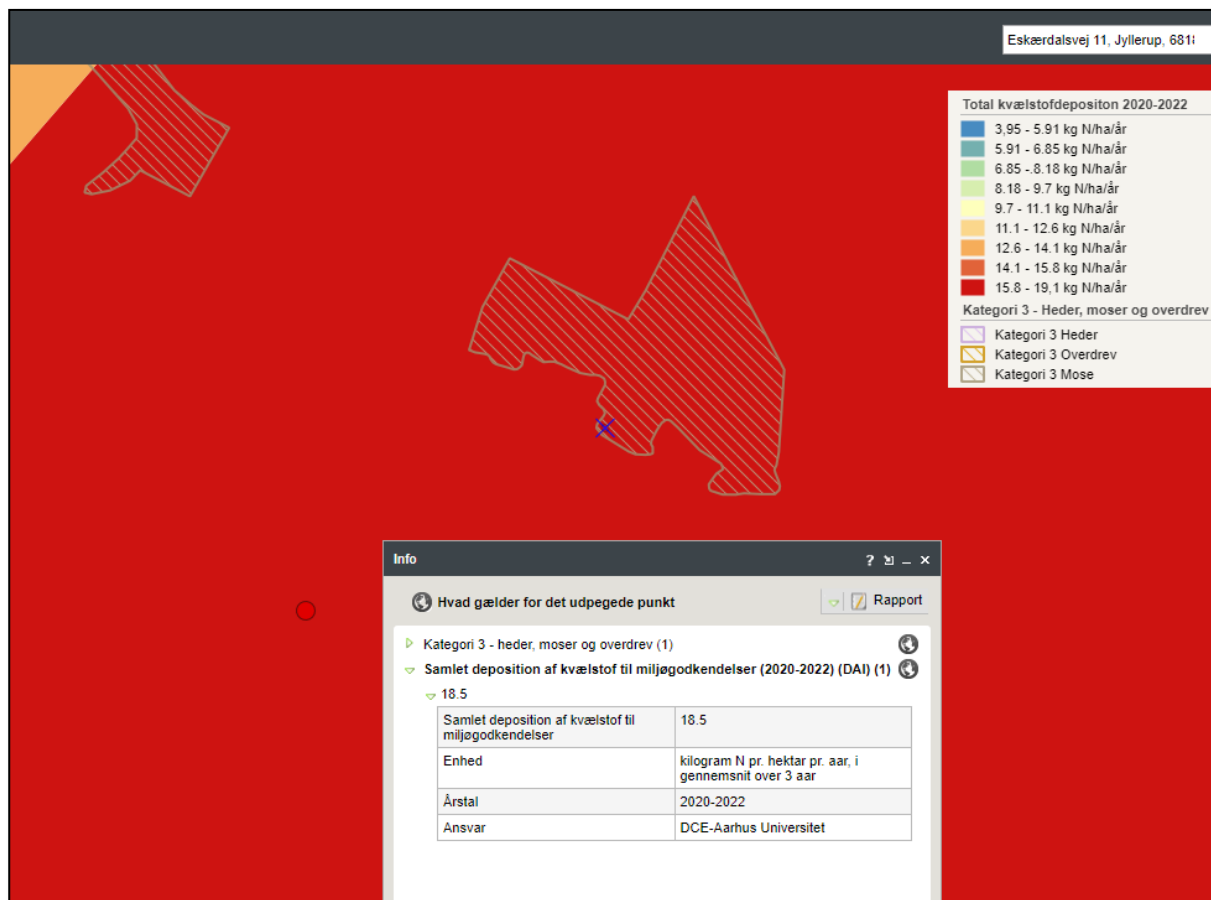 Eskærdalsvej 11, Jyllerup, 681
Total kvælstofdepositon 2020-2022
3,95 - 5.91 kg N/ha/år
5.91 - 6.85 kg N/ha/år
6.85 -.8.18 kg N/ha/år
8.18 - 9.7 kg N/ha/år
9.7 - 11.1 kg N/ha/år
11.1 - 12.6 kg N/ha/år
12.6 - 14.1 kg N/ha/år
14.1 - 15.8 kg N/ha/år
15.8 - 19,1 kg N/ha/år
Kategori 3 - Heder, moser og overdrev
Kategori 3 Heder
Kategori 3 Overdrev
Kategori 3 Mose
Info
Hvad gælder for det udpegede punkt
Rapport
Kategori 3 - heder, moser og overdrev (1)
Samlet deposition af kvælstof til miljøgodkendelser (2020-2022) (DAI) (1)
18.5
Samlet deposition af kvælstof til
miljøgodkendelser
18.5
Enhed
kilogram N pr. hektar pr. aar, i
gennemsnit over 3 aar
Årstal
2020-2022
Ansvar
DCE-Aarhus Universitet